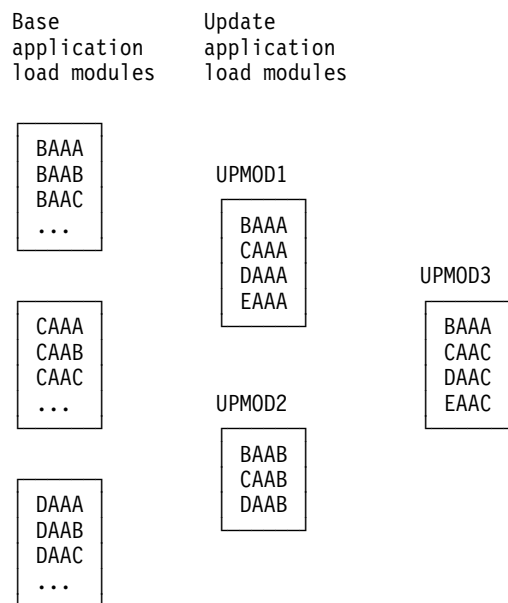 Base
application
load modules
Update
application
load modules
BAAA
BAAB
BAAC
...
CAAA
CAAB
CAAC
...
DAAA
DAAB
DAAC
...
UPMOD1
BAAA
CAAA
DAAA
EAAA
UPMOD2
BAAB
CAAB
DAAB
UPMOD3
BAAA
CAAC
DAAC
EAAC